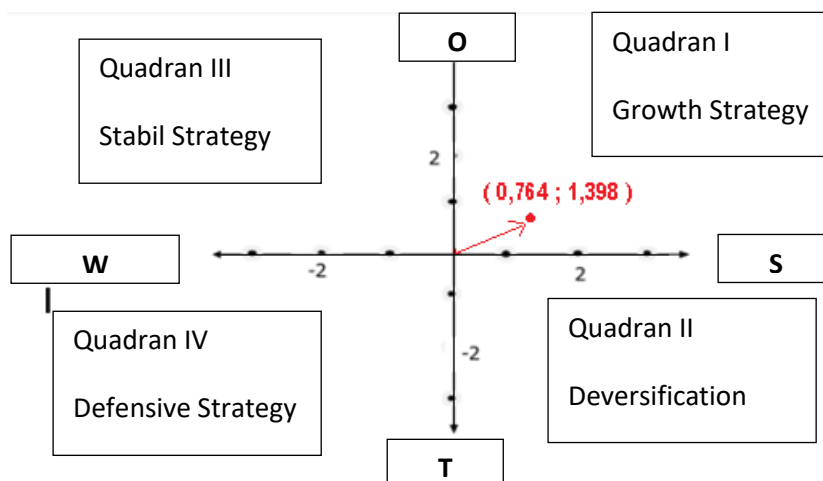 O
Quadran III
Stabil Strategy
Quadran I
Growth Strategy
2
( 0,764 ; 1,398 )
W
-2
2
S
Quadran IV
Defensive Strategy
-2
Quadran II
Deversification
T